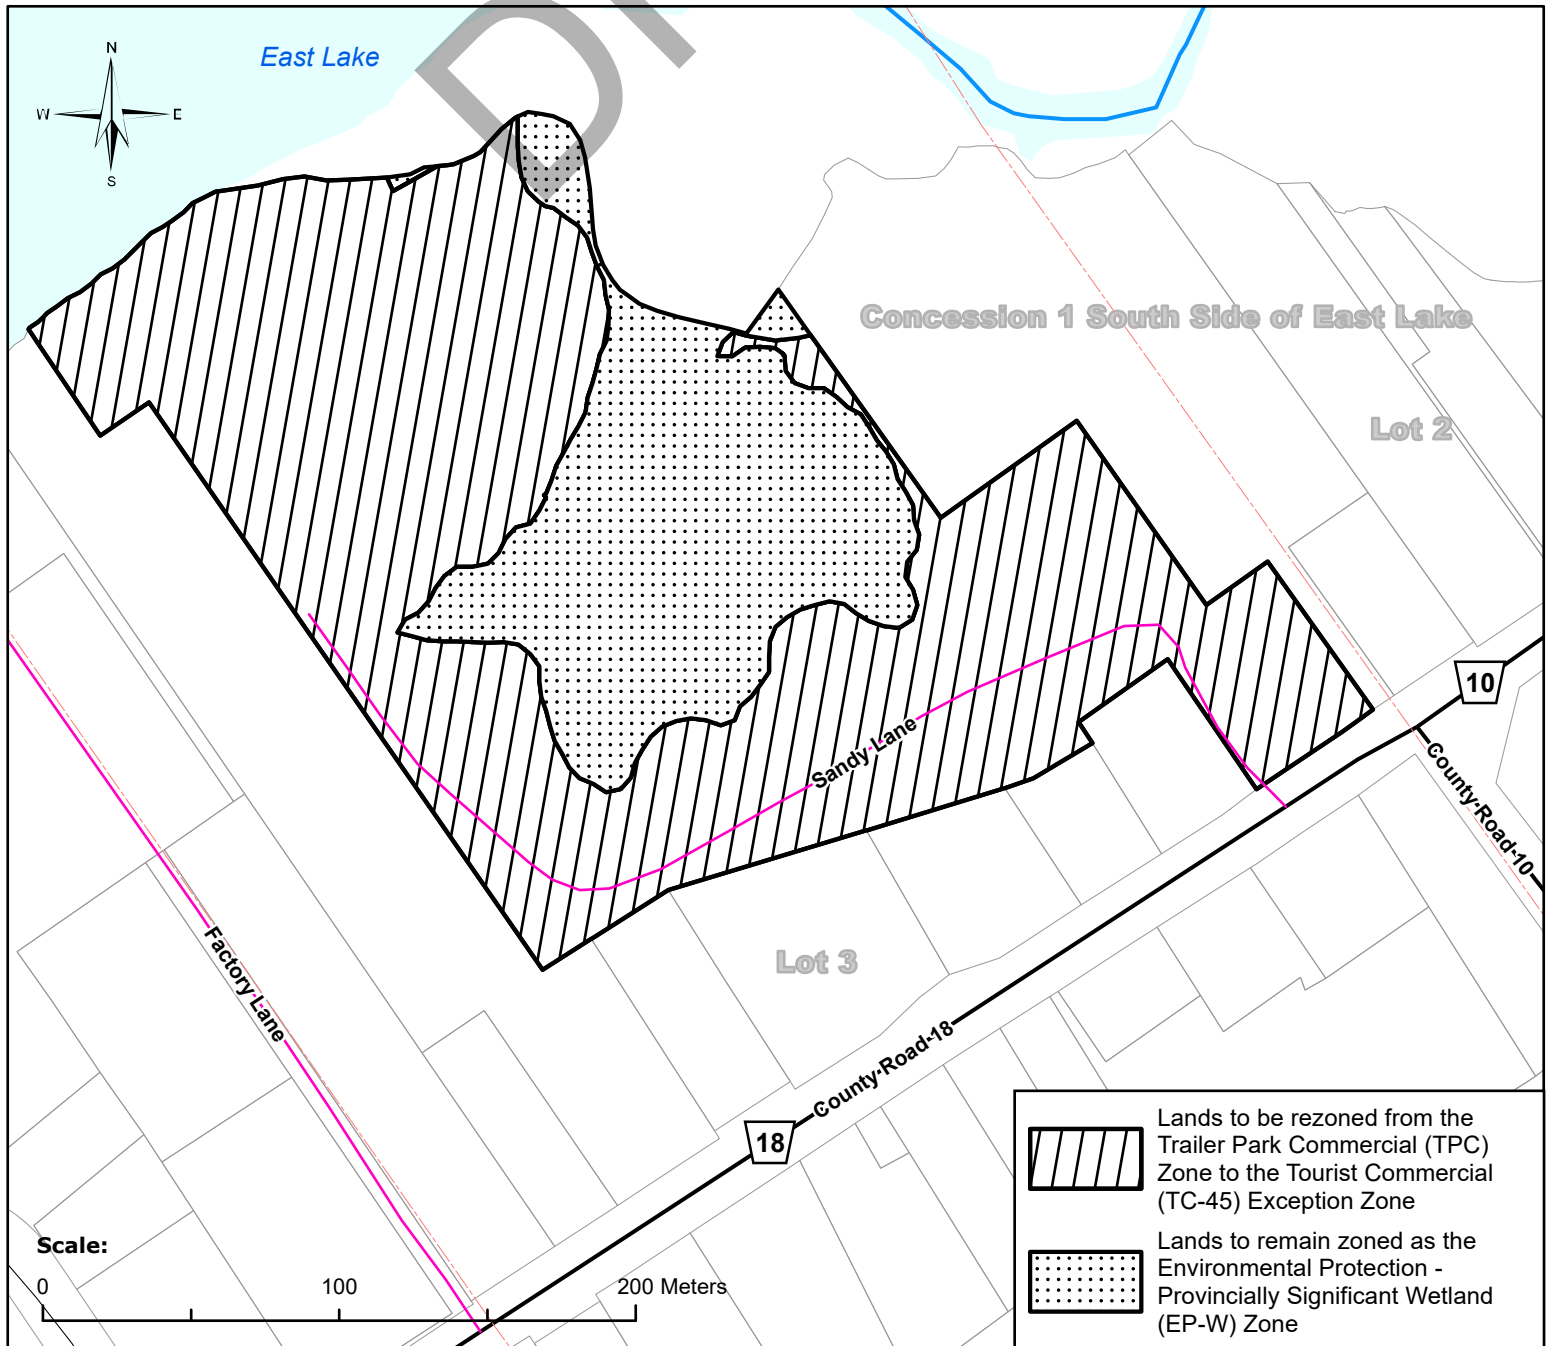 N
East Lake
W E
S
Concession 1 South Side of East Lake
Lot 2
10
Sandy Lane
County Road 10
Factory Lane
Lot 3
County Road 18
18
Lands to be rezoned from the
Trailer Park Commercial (TPC)
Zone to the Tourist Commercial
(TC-45) Exception Zone
Lands to remain zoned as the
Environmental Protection -
Provincially Significant Wetland
(EP-W) Zone
Scale:
0 100 200 Meters